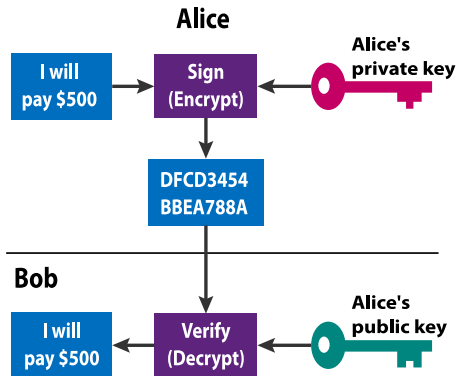 Alice
I will
pay $500
Sign
(Encrypt)
Alice's
private key
DFCD3454
BBEA788A
Bob
I will
pay $500
Verify
(Decrypt)
Alice's
public key